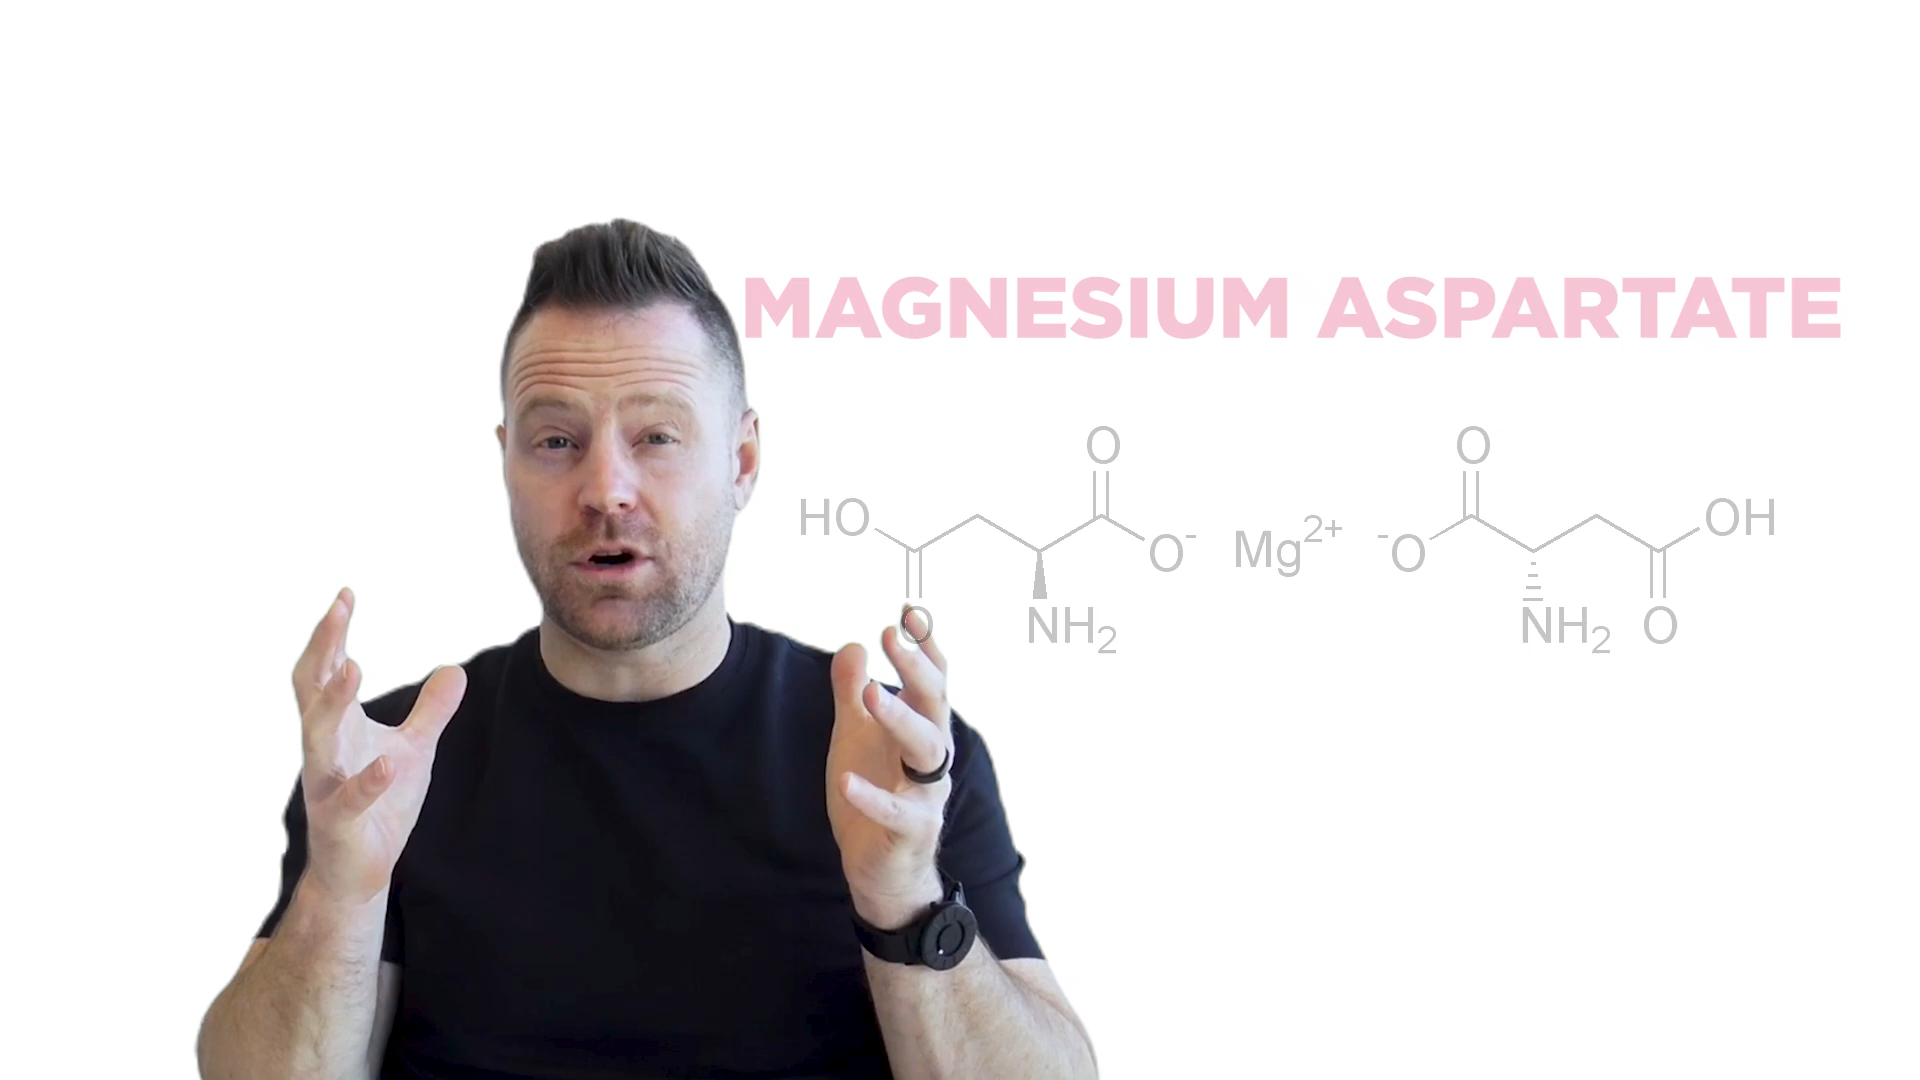 MAGNESIUM ASPARTATE
O O
HO O⁻ Mg²⁺ ⁻O OH
O NH₂ NH₂ O